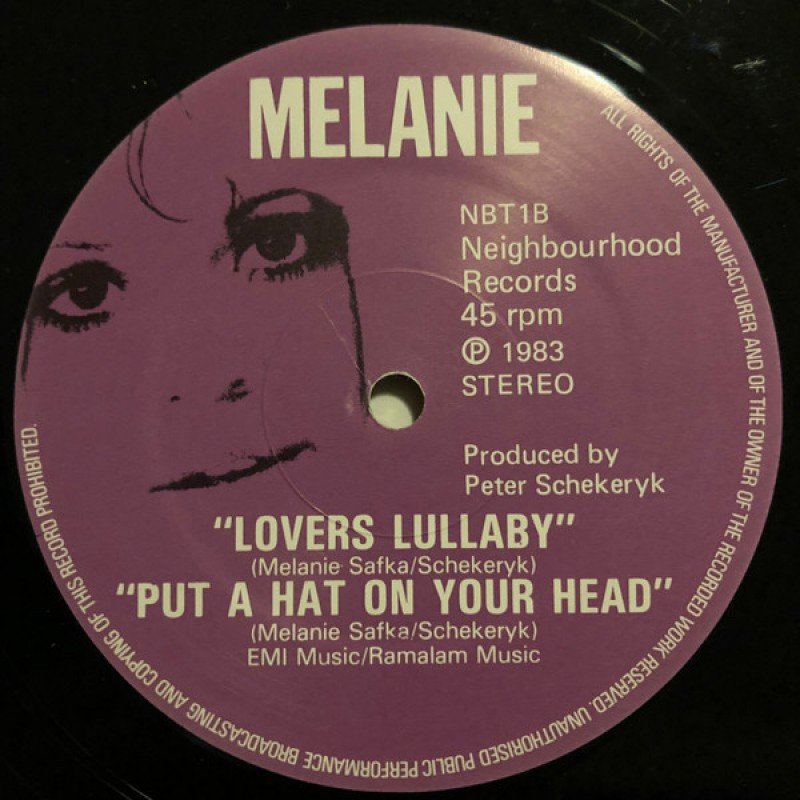 MELANIE
NBT1B
Neighbourhood
Records
45 rpm
℗ 1983
STEREO
Produced by
Peter Schekeryk
"LOVERS LULLABY"
(Melanie Safka/Schekeryk)
"PUT A HAT ON YOUR HEAD"
(Melanie Safka/Schekeryk)
EMI Music/Ramalam Music
ALL RIGHTS OF THE MANUFACTURER AND OF THE OWNER OF THE RECORDED WORK RESERVED. UNAUTHORISED PUBLIC PERFORMANCE BROADCASTING AND COPYING OF THIS RECORD PROHIBITED.